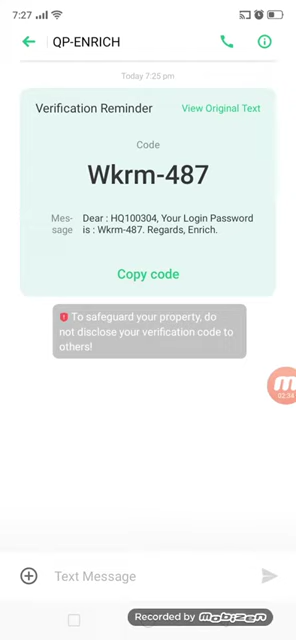 7:27
QP-ENRICH
Today 7:25 pm
Verification Reminder
View Original Text
Code
Wkrm-487
Mes-
sage
Dear : HQ100304, Your Login Password
is : Wkrm-487. Regards, Enrich.
Copy code
To safeguard your property, do
not disclose your verification code to
others!
02:34
Text Message
Recorded by mobizen